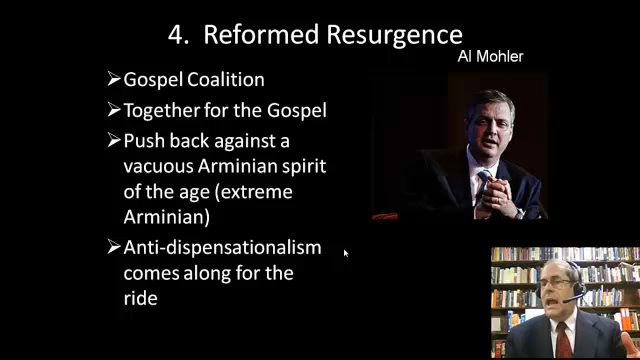 4. Reformed Resurgence
Al Mohler
➢Gospel Coalition
➢Together for the Gospel
➢Push back against a
vacuous Arminian spirit
of the age (extreme
Arminian)
➢Anti-dispensationalism
comes along for the
ride